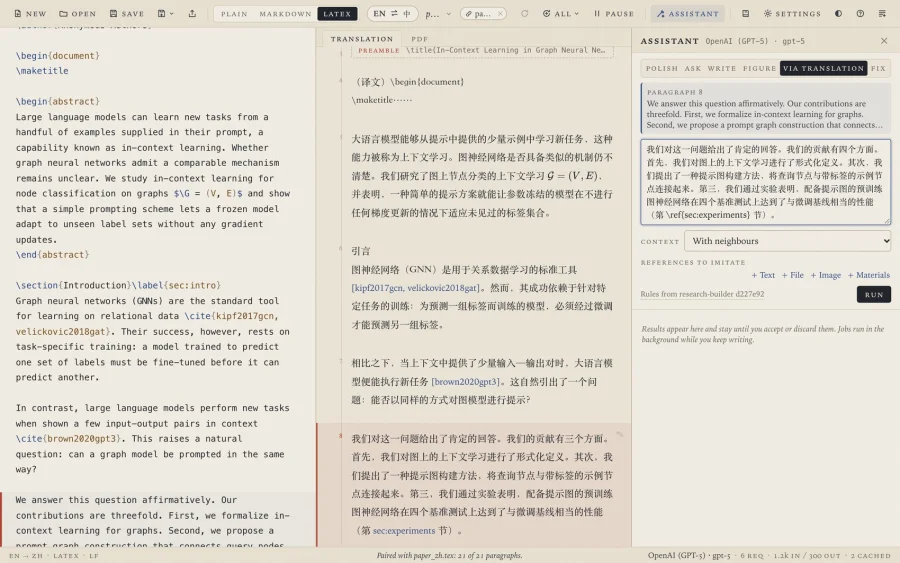 NEW OPEN SAVE PLAIN MARKDOWN LATEX EN ⇄ 中 p... pa... × ALL PAUSE ASSISTANT SETTINGS
\begin{document}
\maketitle
\begin{abstract}
Large language models can learn new tasks from a
handful of examples supplied in their prompt, a
capability known as in-context learning. Whether
graph neural networks admit a comparable mechanism
remains unclear. We study in-context learning for
node classification on graphs $\G = (V, E)$ and show
that a simple prompting scheme lets a frozen model
adapt to unseen label sets without any gradient
updates.
\end{abstract}
\section{Introduction}\label{sec:intro}
Graph neural networks (GNNs) are the standard tool
for learning on relational data \cite{kipf2017gcn,
velickovic2018gat}. Their success, however, rests on
task-specific training: a model trained to predict
one set of labels must be fine-tuned before it can
predict another.
In contrast, large language models perform new tasks
when shown a few input-output pairs in context
\cite{brown2020gpt3}. This raises a natural
question: can a graph model be prompted in the same
way?
We answer this question affirmatively. Our
contributions are threefold. First, we formalize in-
context learning for graphs. Second, we propose a
prompt graph construction that connects query nodes
TRANSLATION PDF
PREAMBLE \title{In-Context Learning in Graph Neural Ne...
（译文）\begin{document}
\maketitle……
大语言模型能够从提示中提供的少量示例中学习新任务，这种
能力被称为上下文学习。图神经网络是否具备类似的机制仍不
清楚。我们研究了图上节点分类的上下文学习 G = (V, E)，
并表明，一种简单的提示方案就能让参数冻结的模型在不进行
任何梯度更新的情况下适应未见过的标签集合。
引言
图神经网络（GNN）是用于关系数据学习的标准工具
[kipf2017gcn, velickovic2018gat]。然而，其成功依赖于针对特
定任务的训练：为预测一组标签而训练的模型，必须经过微调
才能预测另一组标签。
相比之下，当上下文中提供了少量输入—输出对时，大语言模
型便能执行新任务 [brown2020gpt3]。这自然引出了一个问
题：能否以同样的方式对图模型进行提示？
我们对这一问题给出了肯定的回答。我们的贡献有三个方面。
首先，我们对图上的上下文学习进行了形式化定义。其次，我
们提出了一种提示图构建方法，将查询节点与带标签的示例节
点连接起来。第三，我们通过实验表明，配备提示图的预训练
图神经网络在四个基准测试上达到了与微调基线相当的性能
（第 sec:experiments 节）。
ASSISTANT OpenAI (GPT-5) · gpt-5 ×
POLISH ASK WRITE FIGURE VIA TRANSLATION FIX
PARAGRAPH 8
We answer this question affirmatively. Our contributions are
threefold. First, we formalize in-context learning for graphs.
Second, we propose a prompt graph construction that connects...
我们对这一问题给出了肯定的回答。我们的贡献有四个方面。
首先，我们对图上的上下文学习进行了形式化定义。其次，我
们提出了一种提示图构建方法，将查询节点与带标签的示例节
点连接起来。第三，我们通过实验表明，配备提示图的预训练
图神经网络在四个基准测试上达到了与微调基线相当的性能
（第 \ref{sec:experiments} 节）。
CONTEXT With neighbours
REFERENCES TO IMITATE
+ Text + File + Image + Materials
Rules from research-builder d227e92 RUN
Results appear here and stay until you accept or discard them. Jobs run in the
background while you keep writing.
EN → ZH · LATEX · LF Paired with paper_zh.tex: 21 of 21 paragraphs. OpenAI (GPT-5) · gpt-5 · 6 REQ · 1.2k IN / 300 OUT · 2 CACHED